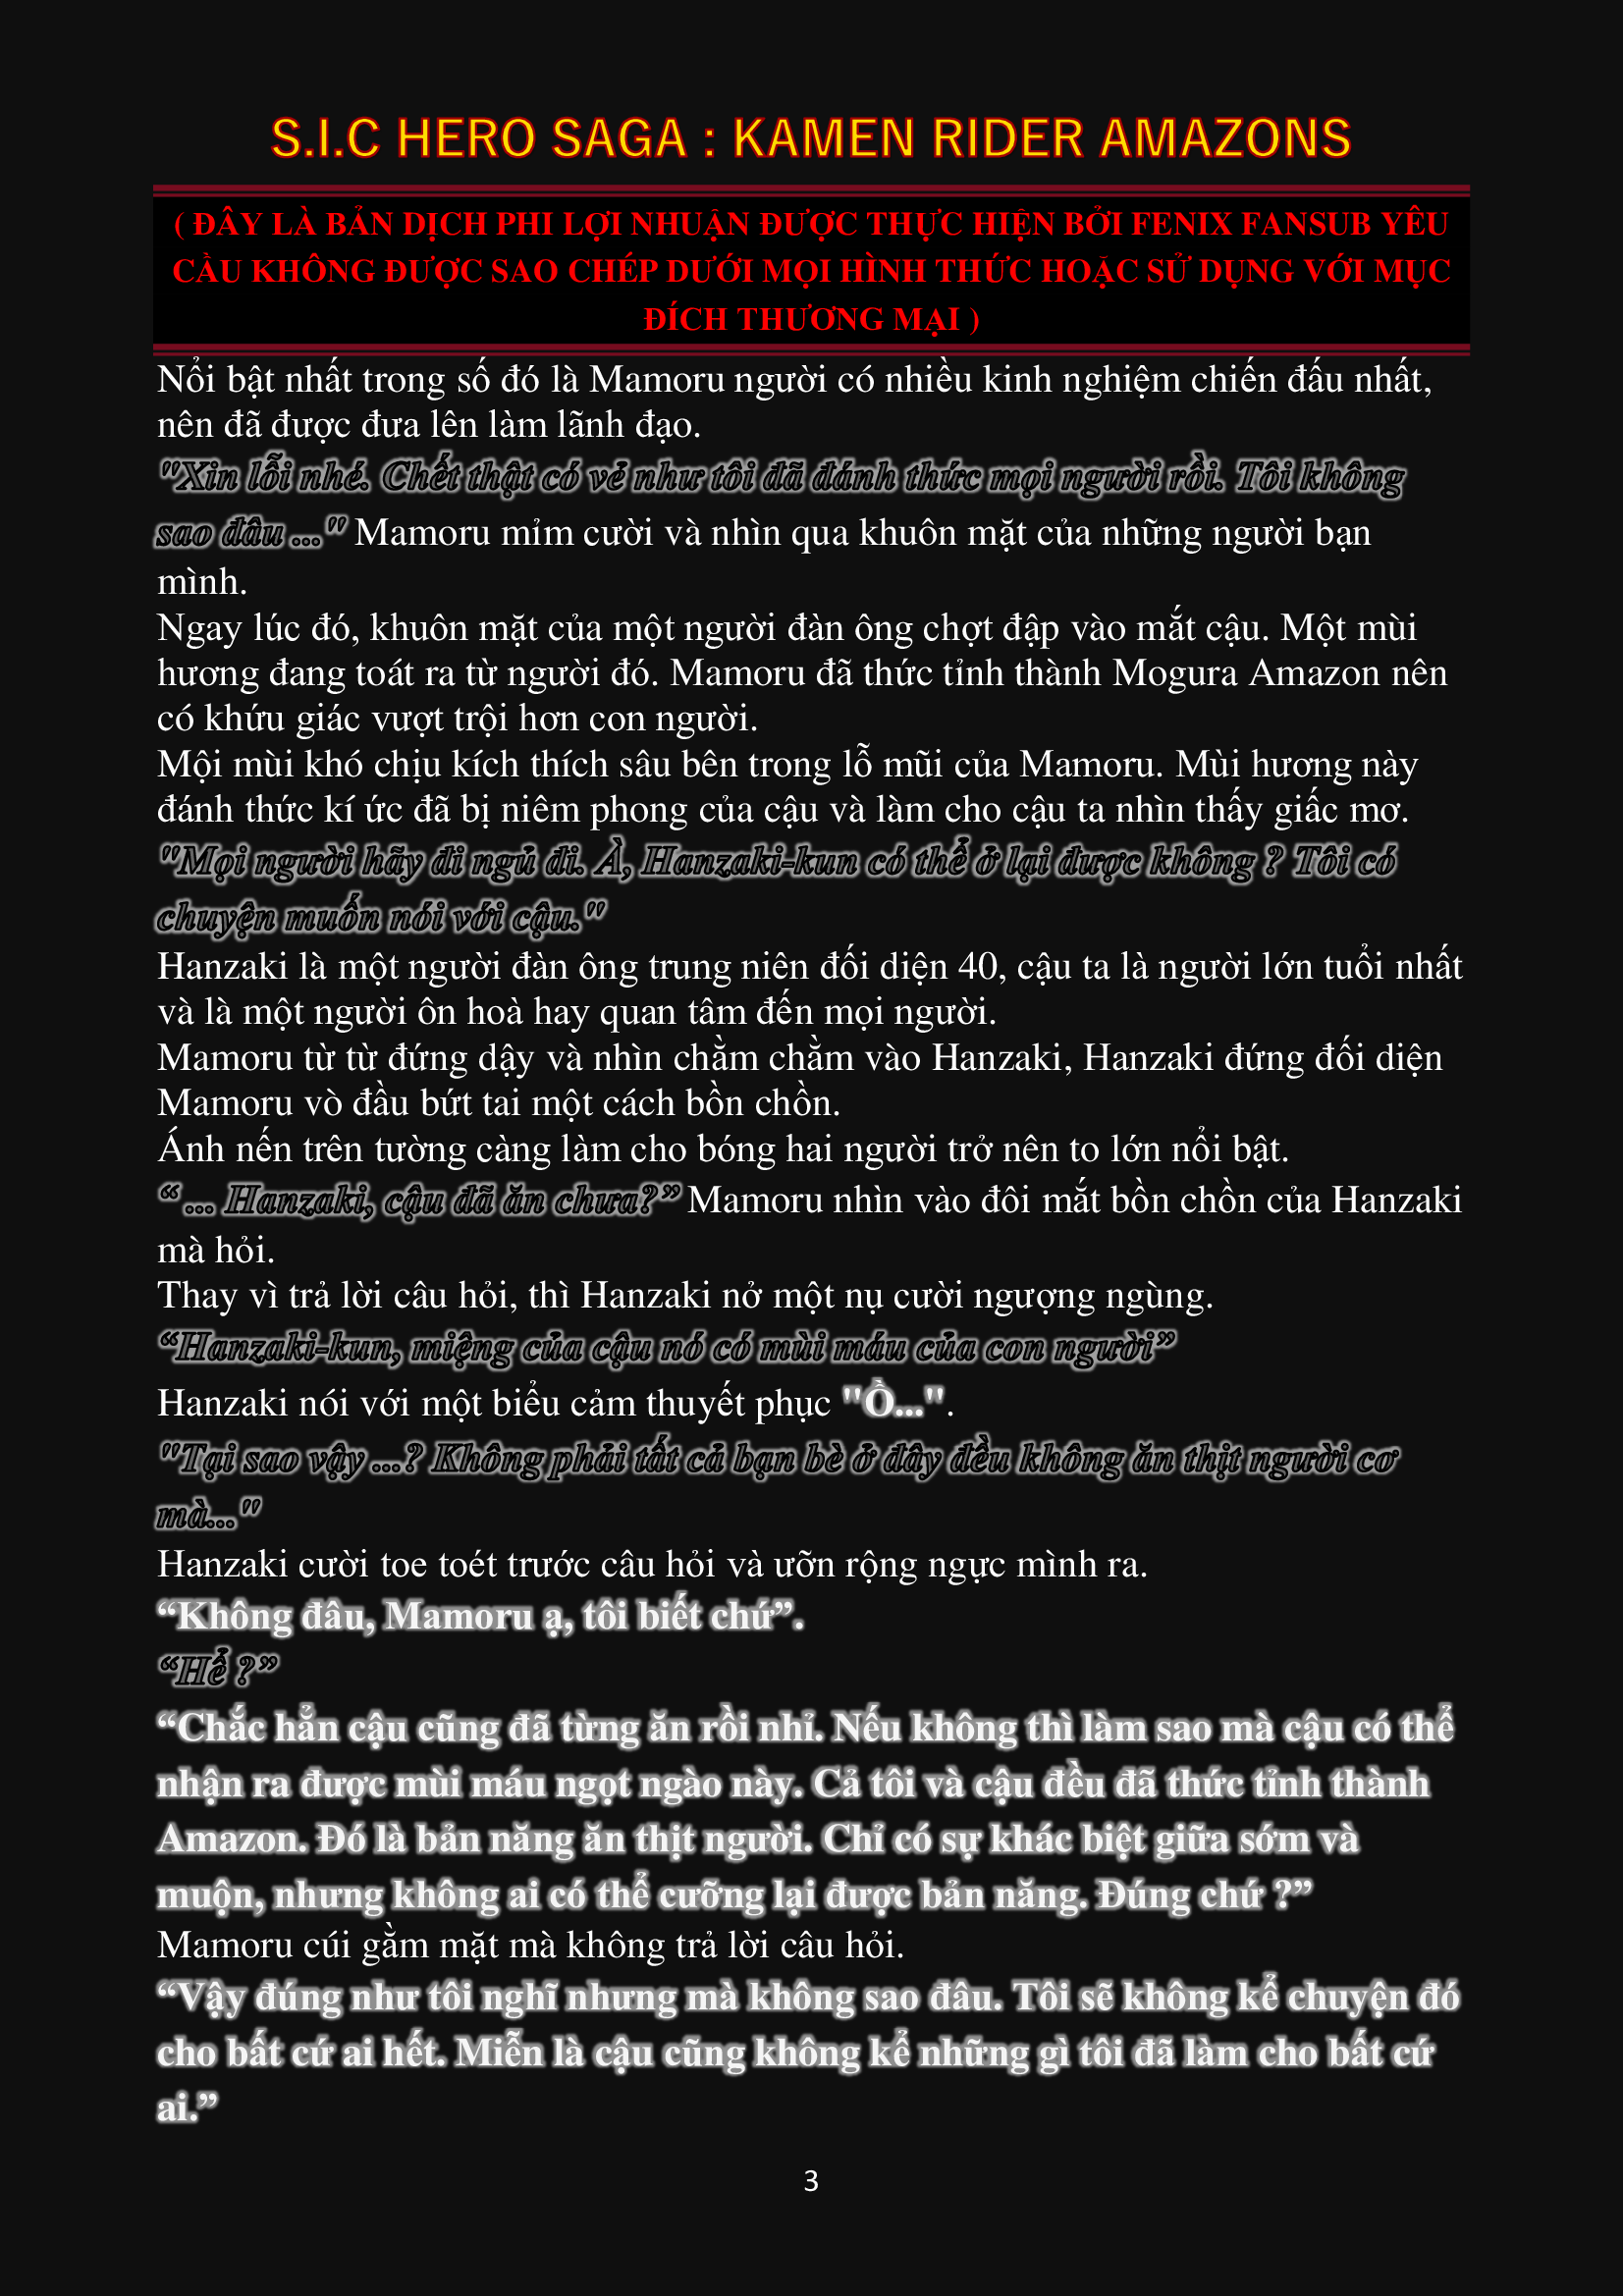 S.I.C HERO SAGA : KAMEN RIDER AMAZONS
( ĐÂY LÀ BẢN DỊCH PHI LỢI NHUẬN ĐƯỢC THỰC HIỆN BỞI FENIX FANSUB YÊU
CẦU KHÔNG ĐƯỢC SAO CHÉP DƯỚI MỌI HÌNH THỨC HOẶC SỬ DỤNG VỚI MỤC
ĐÍCH THƯƠNG MẠI )
Nổi bật nhất trong số đó là Mamoru người có nhiều kinh nghiệm chiến đấu nhất,
nên đã được đưa lên làm lãnh đạo.
"Xin lỗi nhé. Chết thật có vẻ như tôi đã đánh thức mọi người rồi. Tôi không
sao đâu ..." Mamoru mỉm cười và nhìn qua khuôn mặt của những người bạn
mình.
Ngay lúc đó, khuôn mặt của một người đàn ông chợt đập vào mắt cậu. Một mùi
hương đang toát ra từ người đó. Mamoru đã thức tỉnh thành Mogura Amazon nên
có khứu giác vượt trội hơn con người.
Mội mùi khó chịu kích thích sâu bên trong lỗ mũi của Mamoru. Mùi hương này
đánh thức kí ức đã bị niêm phong của cậu và làm cho cậu ta nhìn thấy giấc mơ.
"Mọi người hãy đi ngủ đi. À, Hanzaki-kun có thể ở lại được không ? Tôi có
chuyện muốn nói với cậu."
Hanzaki là một người đàn ông trung niên đối diện 40, cậu ta là người lớn tuổi nhất
và là một người ôn hoà hay quan tâm đến mọi người.
Mamoru từ từ đứng dậy và nhìn chằm chằm vào Hanzaki, Hanzaki đứng đối diện
Mamoru vò đầu bứt tai một cách bồn chồn.
Ánh nến trên tường càng làm cho bóng hai người trở nên to lớn nổi bật.
“ ... Hanzaki, cậu đã ăn chưa?” Mamoru nhìn vào đôi mắt bồn chồn của Hanzaki
mà hỏi.
Thay vì trả lời câu hỏi, thì Hanzaki nở một nụ cười ngượng ngùng.
“Hanzaki-kun, miệng của cậu nó có mùi máu của con người”
Hanzaki nói với một biểu cảm thuyết phục "Ồ...".
"Tại sao vậy ...? Không phải tất cả bạn bè ở đây đều không ăn thịt người cơ
mà..."
Hanzaki cười toe toét trước câu hỏi và ưỡn rộng ngực mình ra.
“Không đâu, Mamoru ạ, tôi biết chứ”.
“Hể ?”
“Chắc hẳn cậu cũng đã từng ăn rồi nhỉ. Nếu không thì làm sao mà cậu có thể
nhận ra được mùi máu ngọt ngào này. Cả tôi và cậu đều đã thức tỉnh thành
Amazon. Đó là bản năng ăn thịt người. Chỉ có sự khác biệt giữa sớm và
muộn, nhưng không ai có thể cưỡng lại được bản năng. Đúng chứ ?”
Mamoru cúi gằm mặt mà không trả lời câu hỏi.
“Vậy đúng như tôi nghĩ nhưng mà không sao đâu. Tôi sẽ không kể chuyện đó
cho bất cứ ai hết. Miễn là cậu cũng không kể những gì tôi đã làm cho bất cứ
ai.”
3